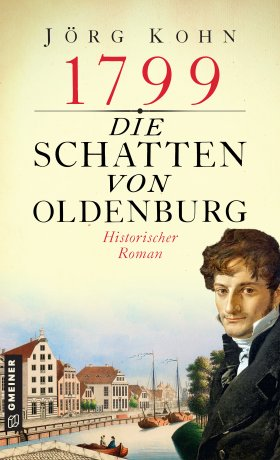 JÖRG KOHN
1799
DIE
SCHATTEN
VON
OLDENBURG
Historischer
Roman
GMEINER